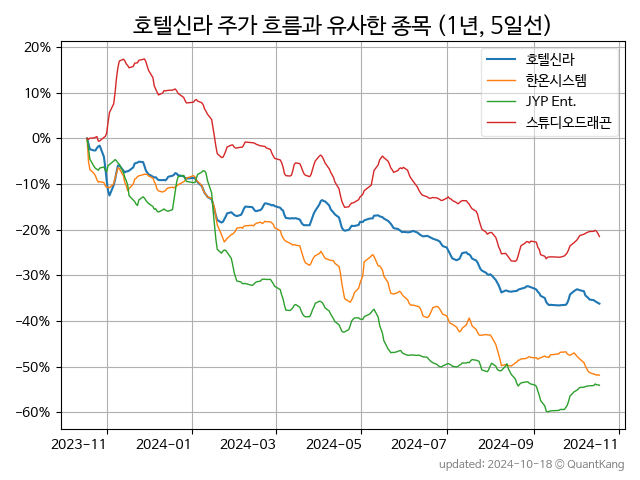 호텔신라 주가 흐름과 유사한 종목 (1년, 5일선)
호텔신라
한온시스템
JYP Ent.
스튜디오드래곤
20%
10%
0%
−10%
−20%
−30%
−40%
−50%
−60%
2023−11 2024−01 2024−03 2024−05 2024−07 2024−09 2024−11
updated: 2024-10-18 © QuantKang